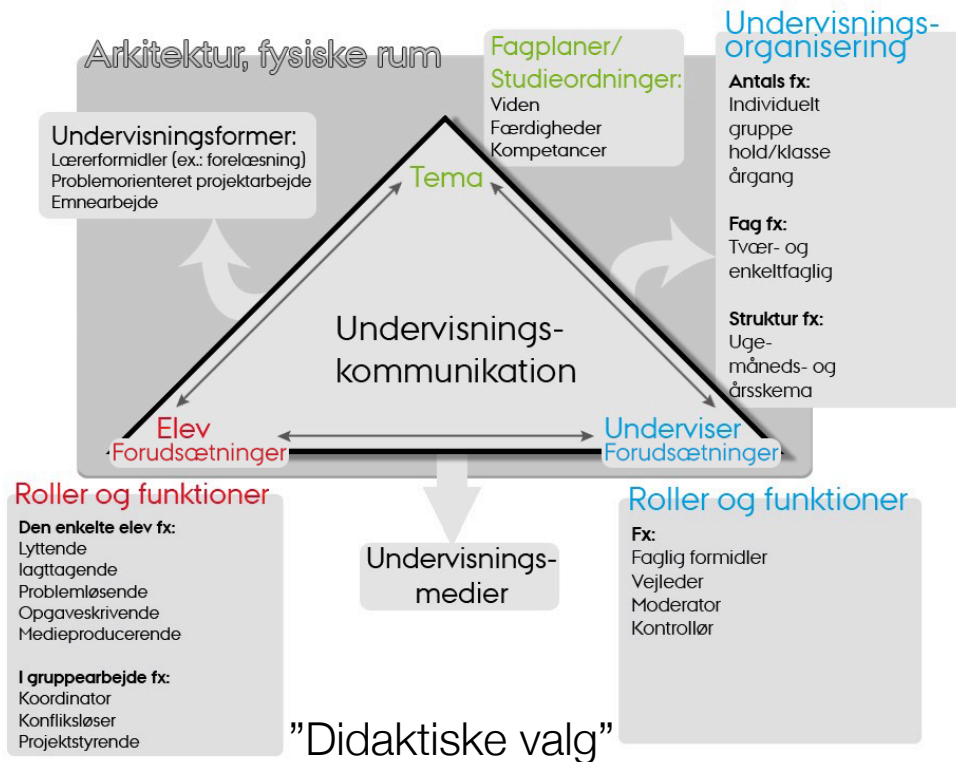 Arkitektur, fysiske rum
Undervisningsformer:
Lærerformidler (ex.: forelæsning)
Problemorienteret projektarbejde
Emnearbejde
Fagplaner/
Studieordninger:
Viden
Færdigheder
Kompetancer
Undervisnings-
organisering
Antals fx:
Individuelt
gruppe
hold/klasse
årgang
Fag fx:
Tvær- og
enkeltfaglig
Struktur fx:
Uge-
måneds- og
årsskema
Tema
Undervisnings-
kommunikation
Elev
Forudsætninger
Underviser
Forudsætninger
Roller og funktioner
Den enkelte elev fx:
Lyttende
Iagttagende
Problemløsende
Opgaveskrivende
Medieproducerende
I gruppearbejde fx:
Koordinator
Konfliksløser
Projektstyrende
Undervisnings-
medier
Roller og funktioner
Fx:
Faglig formidler
Vejleder
Moderator
Kontrollør
”Didaktiske valg”